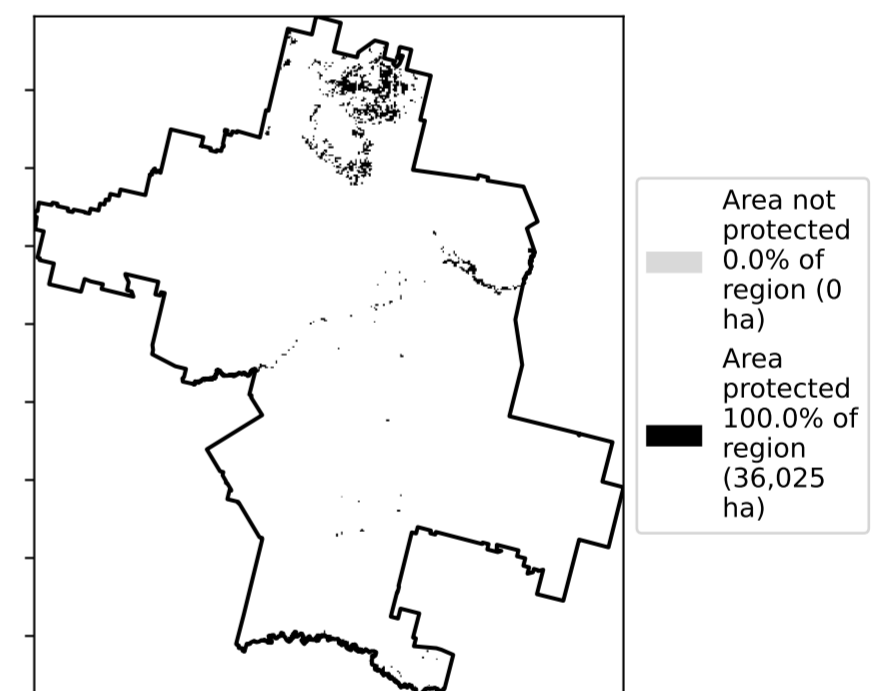 Area not
protected
0.0% of
region (0
ha)
Area
protected
100.0% of
region
(36,025
ha)